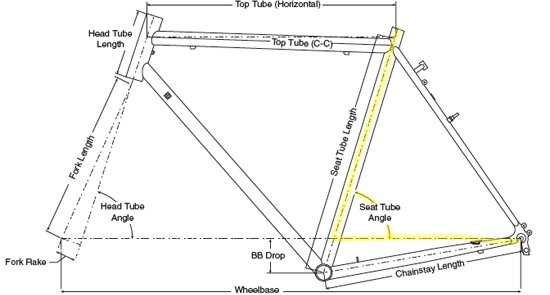 Top Tube (Horizontal)
Head Tube
Length
Top Tube (C-C)
Seat Tube Length
Fork Length
Head Tube
Angle
Seat Tube
Angle
BB Drop
Fork Rake
Chainstay Length
Wheelbase